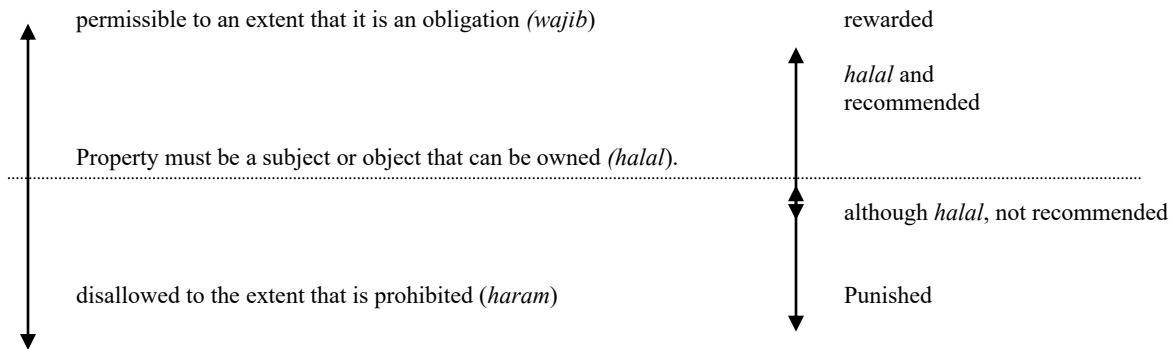 permissible to an extent that it is an obligation (wajib)
rewarded
halal and
recommended
Property must be a subject or object that can be owned (halal).
although halal, not recommended
disallowed to the extent that is prohibited (haram)
Punished